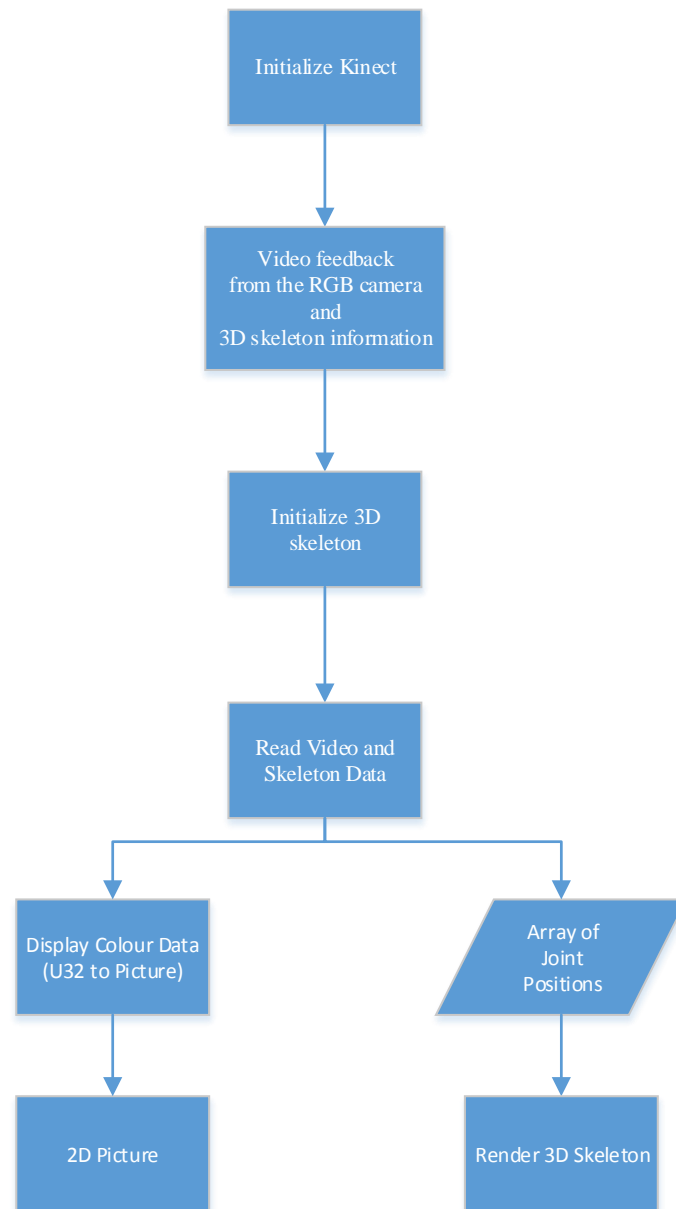 Initialize Kinect
Video feedback
from the RGB camera
and
3D skeleton information
Initialize 3D
skeleton
Read Video and
Skeleton Data
Display Colour Data
(U32 to Picture)
Array of
Joint
Positions
2D Picture
Render 3D Skeleton